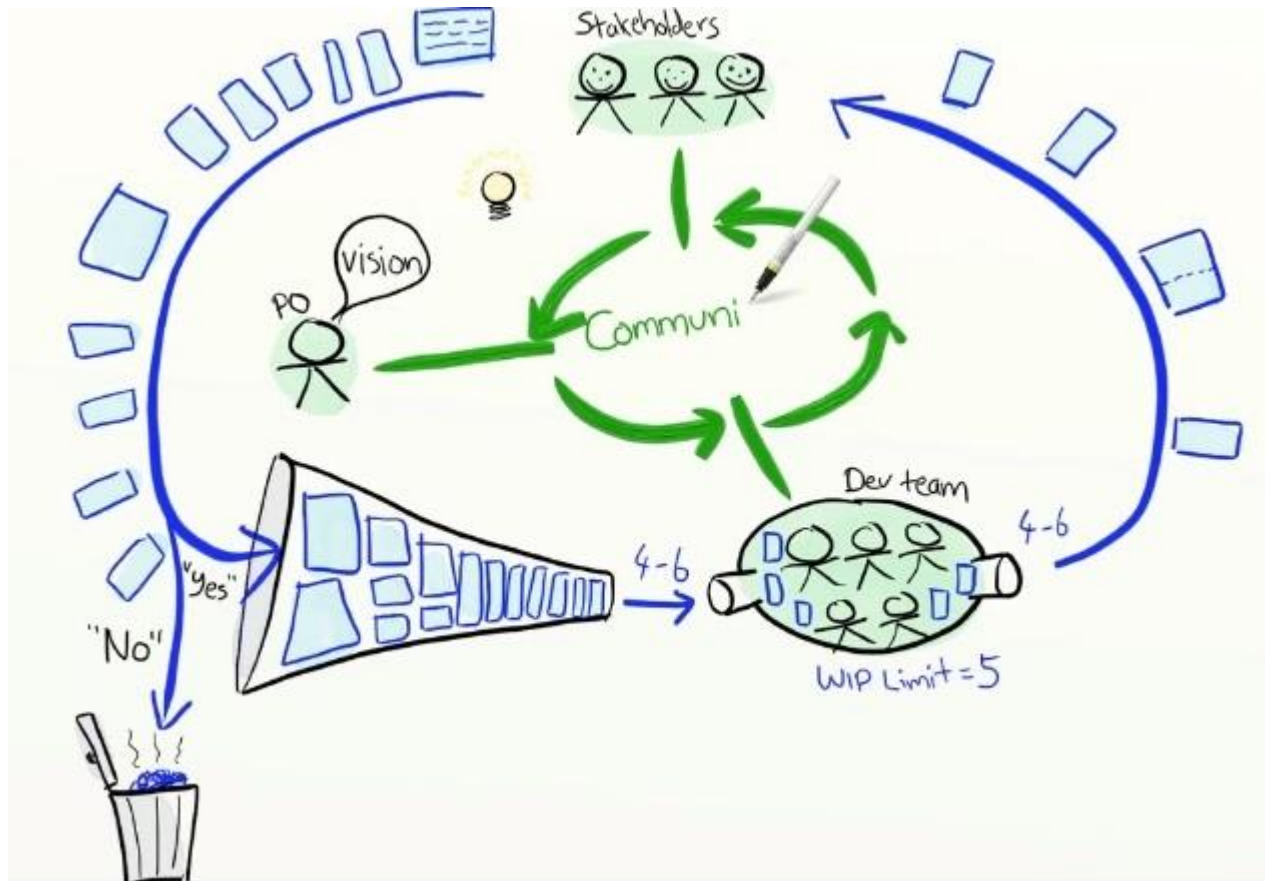 Stakeholders
vision
PO
Communi
Dev team
4-6
4-6
"Yes"
"No"
WIP Limit = 5